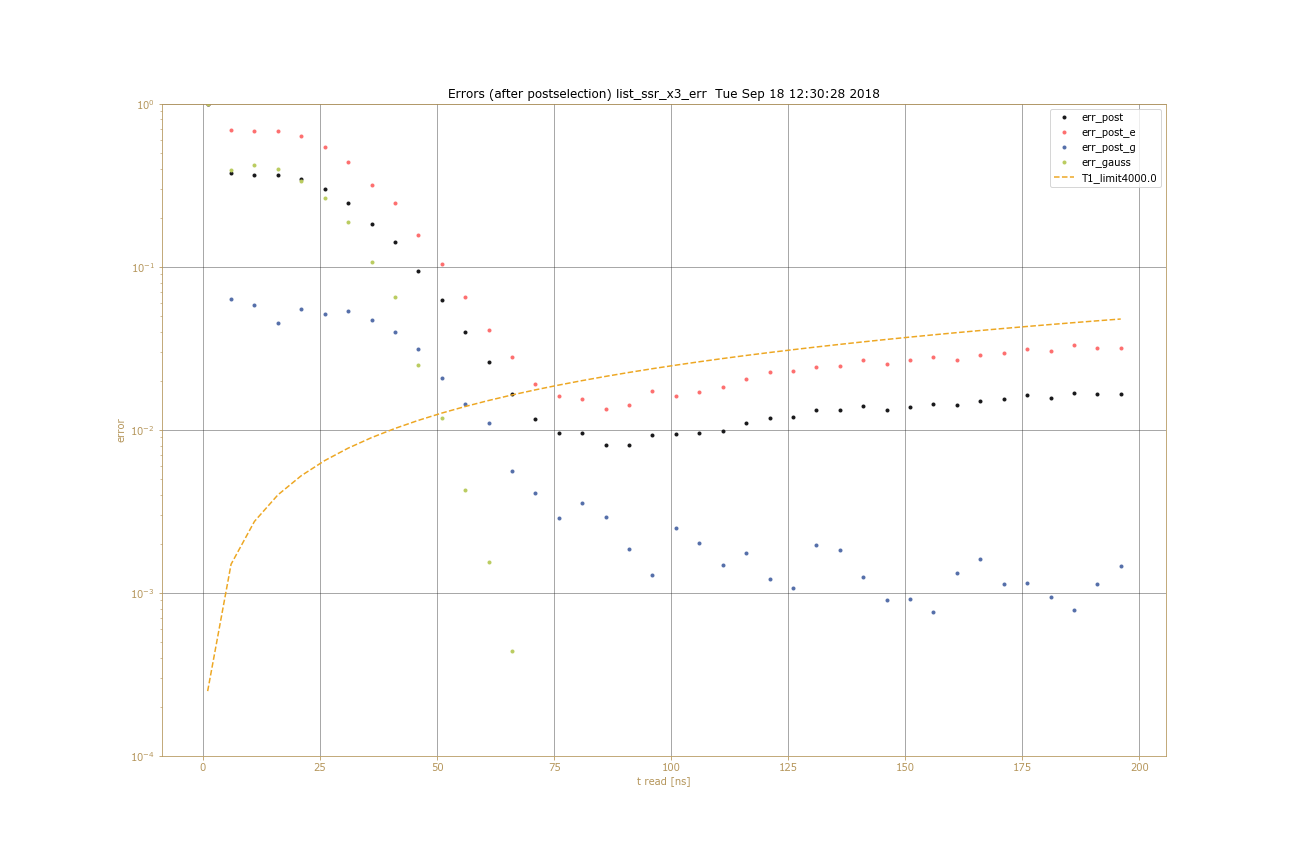 Errors (after postselection) list_ssr_x3_err  Tue Sep 18 12:30:28 2018
err_post
err_post_e
err_post_g
err_gauss
T1_limit4000.0
10⁰
10⁻¹
10⁻²
10⁻³
10⁻⁴
error
0 25 50 75 100 125 150 175 200
t read [ns]